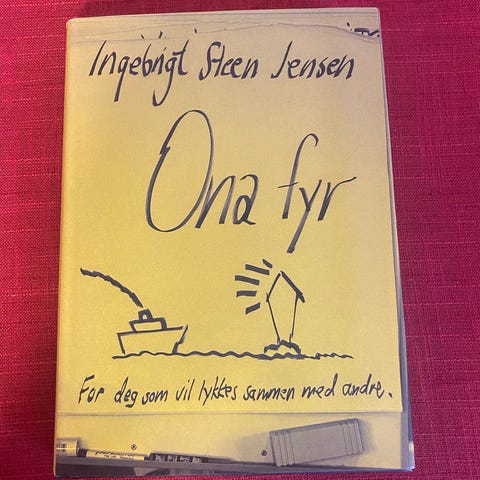 Ingebrigt Steen Jensen
Ona fyr
For deg som vil lykkes sammen med andre.